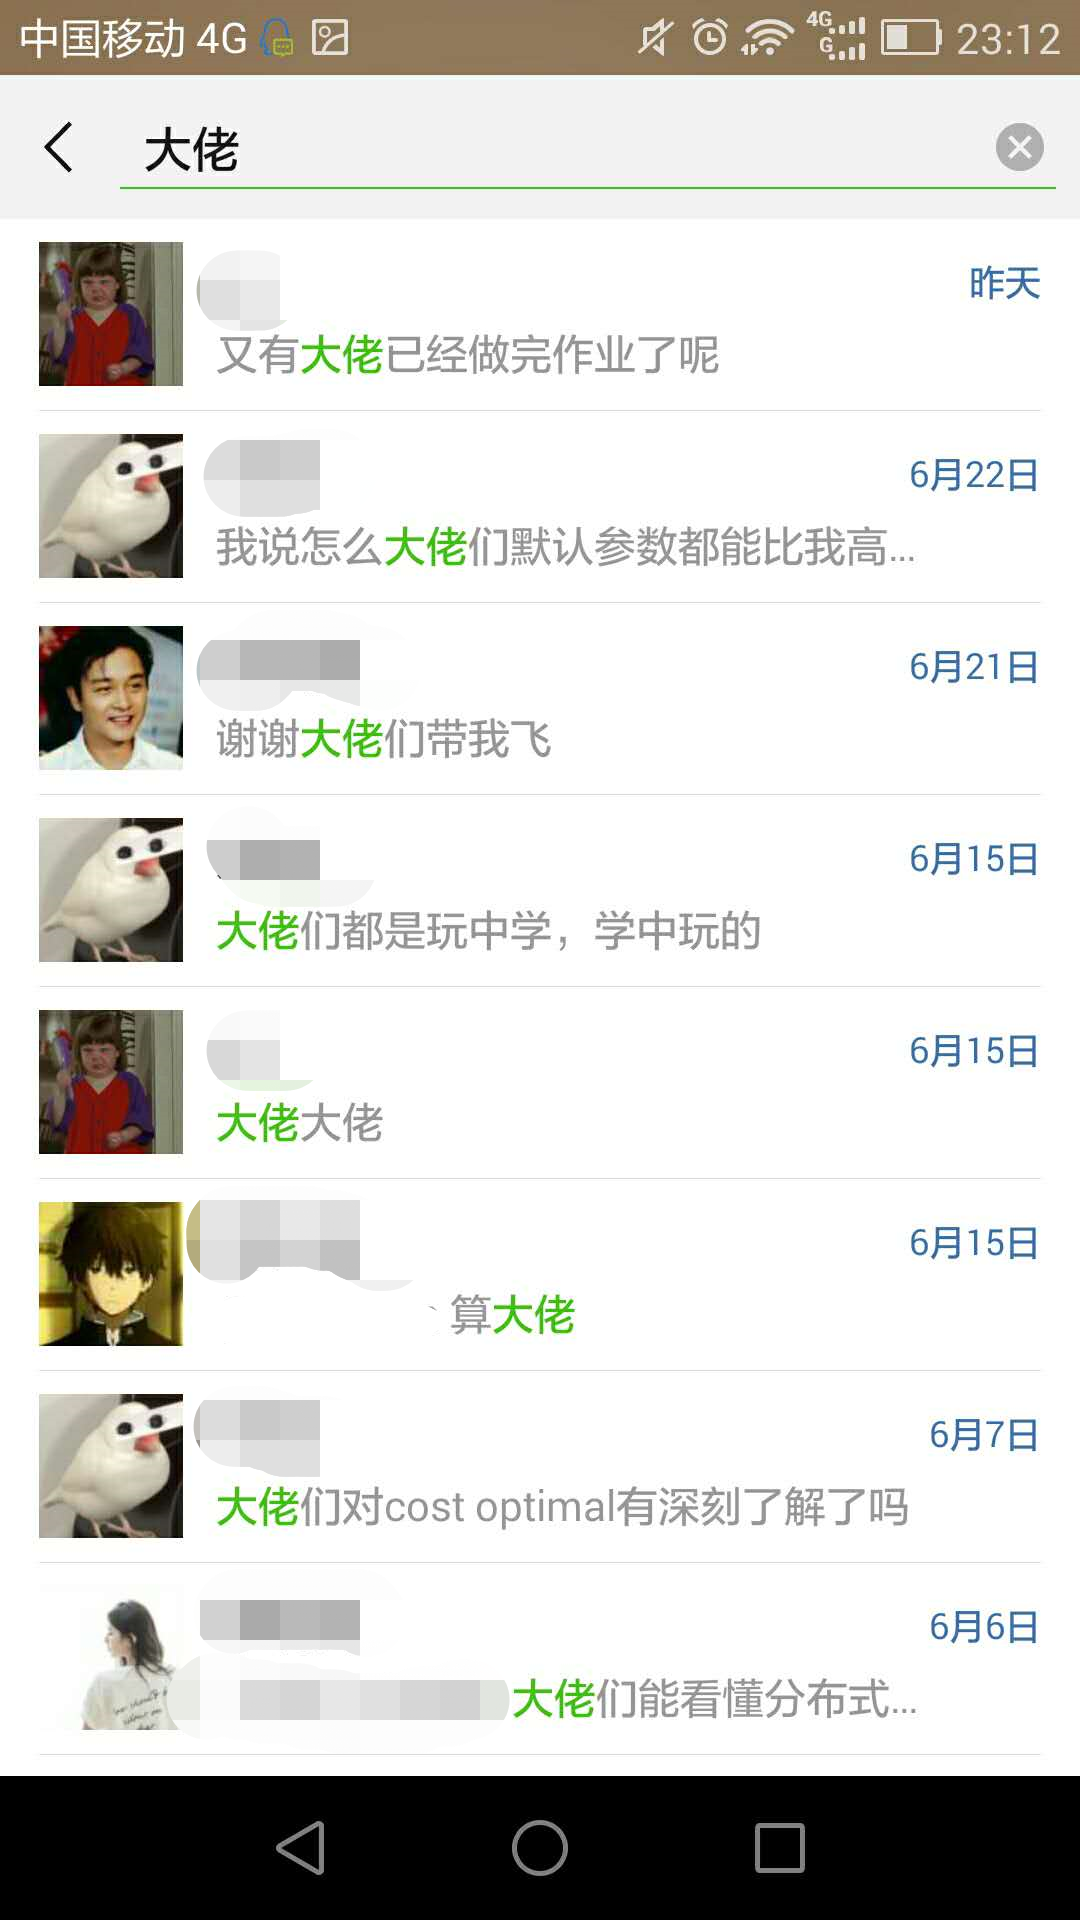 中国移动 4G 4G G 23:12
大佬
昨天
又有大佬已经做完作业了呢
6月22日
我说怎么大佬们默认参数都能比我高...
6月21日
谢谢大佬们带我飞
6月15日
大佬们都是玩中学，学中玩的
6月15日
大佬大佬
6月15日
算大佬
6月7日
大佬们对cost optimal有深刻了解了吗
6月6日
大佬们能看懂分布式...